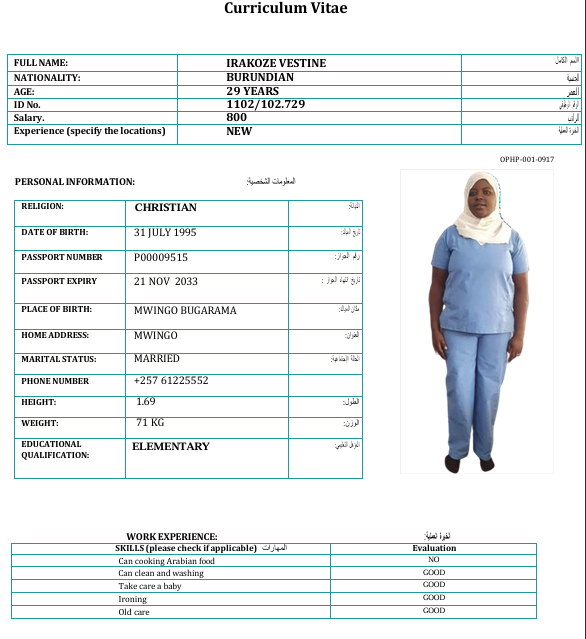 Curriculum Vitae
FULL NAME: IRAKOZE VESTINE الاسم الكامل
NATIONALITY: BURUNDIAN الجنسية
AGE: 29 YEARS العمر
ID No. 1102/102.729
Salary. 800 الراتب
Experience (specify the locations) NEW الخبرة العملية
OPHP-001-0917
PERSONAL INFORMATION: المعلومات الشخصية:
RELIGION: CHRISTIAN الديانة:
DATE OF BIRTH: 31 JULY 1995 تاريخ الميلاد:
PASSPORT NUMBER P00009515 رقم الجواز:
PASSPORT EXPIRY 21 NOV 2033 تاريخ انتهاء الجواز :
PLACE OF BIRTH: MWINGO BUGARAMA مكان الميلاد:
HOME ADDRESS: MWINGO العنوان:
MARITAL STATUS: MARRIED الحالة الاجتماعية:
PHONE NUMBER +257 61225552
HEIGHT: 1.69 الطول:
WEIGHT: 71 KG الوزن:
EDUCATIONAL QUALIFICATION: ELEMENTARY
WORK EXPERIENCE: الخبرة العملية:
SKILLS (please check if applicable) المهارات Evaluation
Can cooking Arabian food NO
Can clean and washing GOOD
Take care a baby GOOD
Ironing GOOD
Old care GOOD